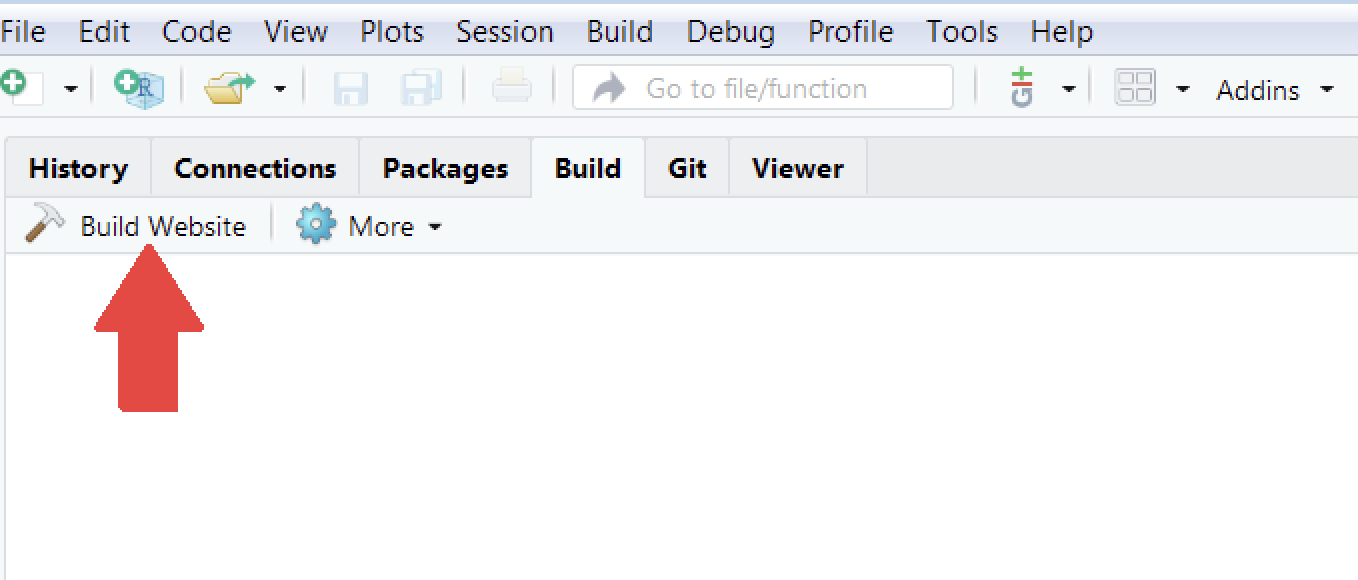 File Edit Code View Plots Session Build Debug Profile Tools Help
R Go to file/function G Addins
History Connections Packages Build Git Viewer
Build Website More